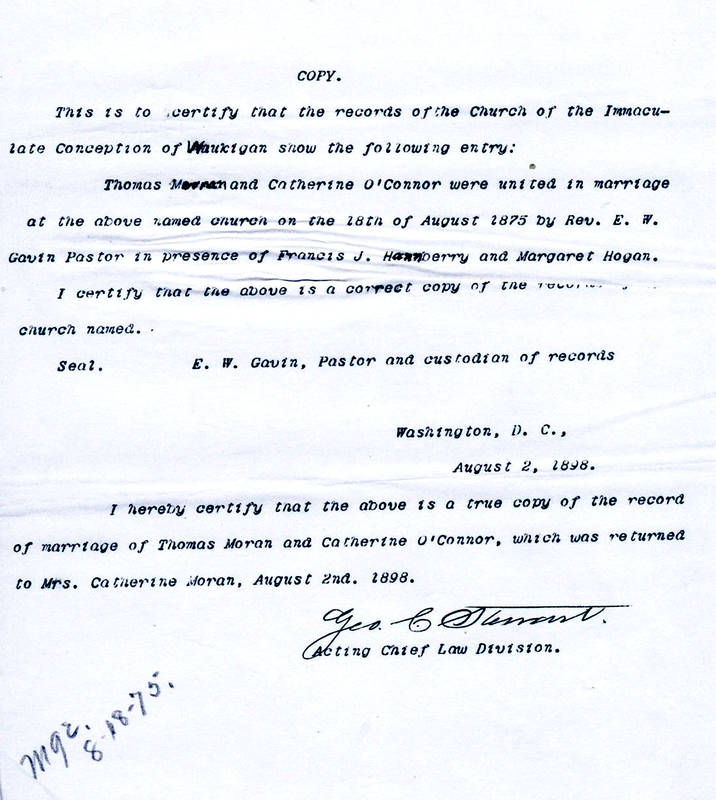 COPY.
This is to certify that the records of the Church of the Immacu-
late Conception of Waukigan show the following entry:
Thomas Moran and Catherine O'Connor were united in marriage
at the above named church on the 18th of August 1875 by Rev. E. W.
Gavin Pastor in presence of Francis J. Hannberry and Margaret Hogan.
I certify that the above is a correct copy of the
church named.
Seal. E. W. Gavin, Pastor and custodian of records
Washington, D. C.,
August 2, 1898.
I hereby certify that the above is a true copy of the record
of marriage of Thomas Moran and Catherine O'Connor, which was returned
to Mrs. Catherine Moran, August 2nd. 1898.
Geo. C. Stewart.
Acting Chief Law Division.
Mge.
8-18-75.